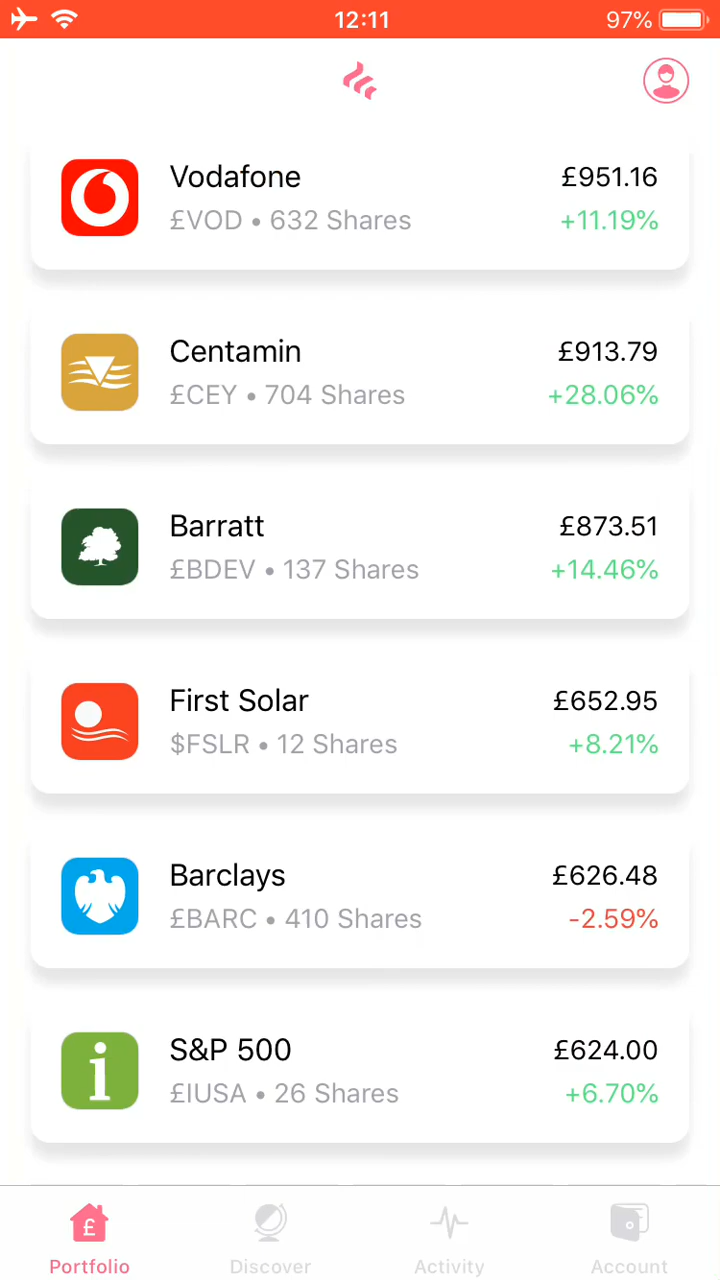 12:11
97%
Vodafone
£951.16
£VOD • 632 Shares
+11.19%
Centamin
£913.79
£CEY • 704 Shares
+28.06%
Barratt
£873.51
£BDEV • 137 Shares
+14.46%
First Solar
£652.95
$FSLR • 12 Shares
+8.21%
Barclays
£626.48
£BARC • 410 Shares
-2.59%
i
S&P 500
£624.00
£IUSA • 26 Shares
+6.70%
£
Portfolio
Discover
Activity
Account